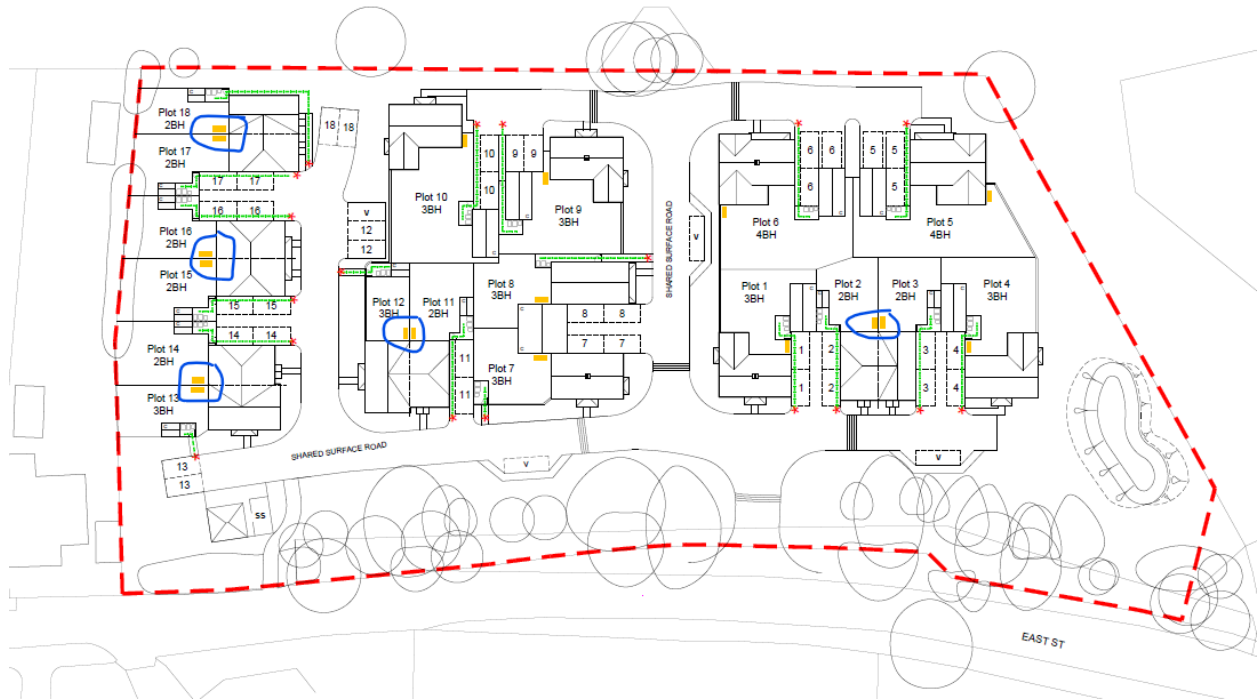 Plot 18
2BH
Plot 17
2BH
18
18
17
17
16
16
Plot 16
2BH
Plot 15
2BH
15
15
14
14
Plot 14
2BH
Plot 13
3BH
13
13
SS
SHARED SURFACE ROAD
V
12
12
Plot 10
3BH
10
10
9
9
Plot 9
3BH
Plot 12
3BH
Plot 11
2BH
11
11
Plot 8
3BH
8
8
7
7
Plot 7
3BH
V
SHARED SURFACE ROAD
V
6
6
6
5
5
5
Plot 6
4BH
Plot 5
4BH
Plot 1
3BH
Plot 2
2BH
Plot 3
2BH
Plot 4
3BH
1
1
2
2
3
3
4
4
V
EAST ST